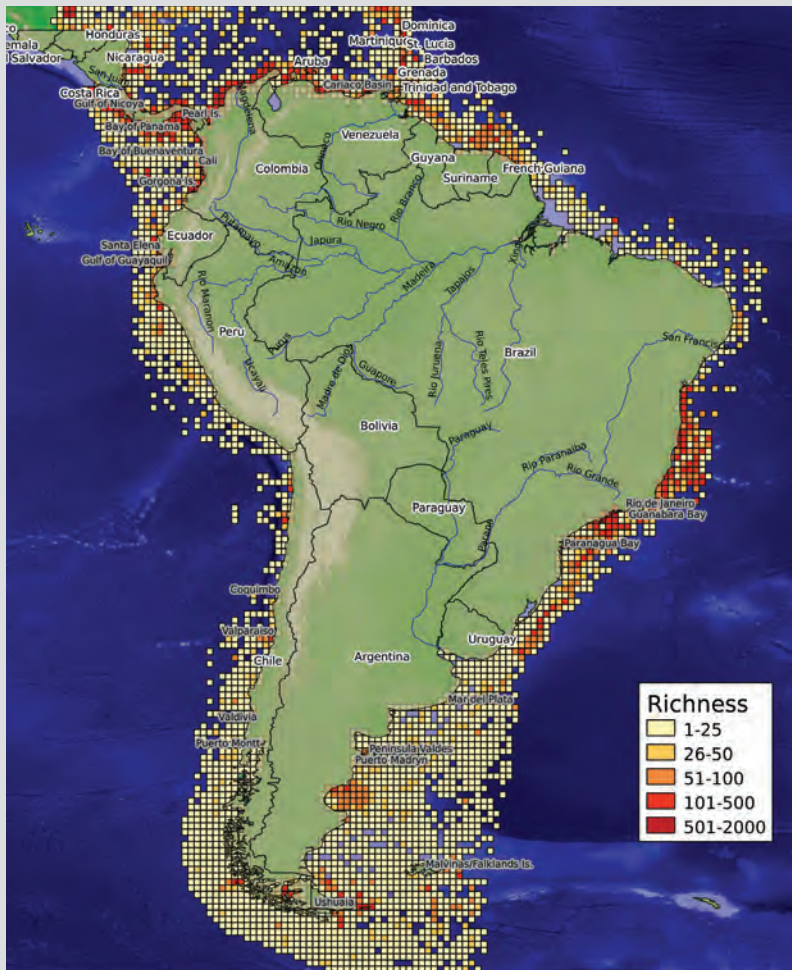 Dominica
Honduras
Martinique
St. Lucia
Nicaragua
Barbados
Salvador
Aruba
Grenada
San Juan
Cariaco Basin
Trinidad and Tobago
Costa Rica
Gulf of Nicoya
Magdelena
Pearl Is.
Bay of Panama
Venezuela
Orinoco
Bay of Buenaventura
Guyana
Cali
Colombia
French Guiana
Suriname
Gorgona Is.
Rio Branco
Rio Negro
Ecuador
Putumayo
Japura
Santa Elena
Gulf of Guayaquil
Amazon
Xingu
Madeira
Tapajos
Rio Maranon
Peru
Purus
San Francisco
Brazil
Rio Juruena
Rio Teles Pires
Ucayali
Madre de Dios
Guapore
Bolivia
Paraguay
Rio Paranaiba
Rio Grande
Paraguay
Rio de Janeiro
Guanabara Bay
Parana
Paranagua Bay
Coquimbo
Valparaiso
Uruguay
Chile
Argentina
Mar del Plata
Valdivia
Puerto Montt
Peninsula Valdes
Puerto Madryn
Malvinas/Falklands Is.
Ushuaia
Richness
1-25
26-50
51-100
101-500
501-2000